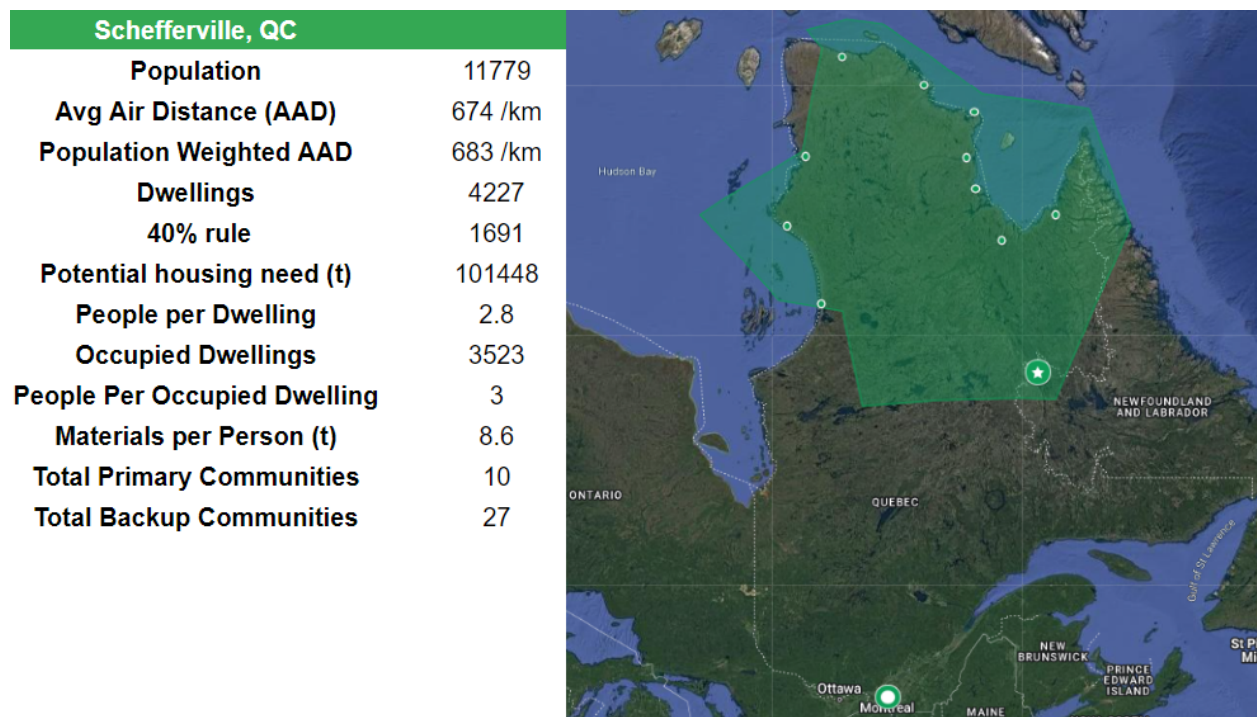 Schefferville, QC
Population 11779
Avg Air Distance (AAD) 674 /km
Population Weighted AAD 683 /km
Dwellings 4227
40% rule 1691
Potential housing need (t) 101448
People per Dwelling 2.8
Occupied Dwellings 3523
People Per Occupied Dwelling 3
Materials per Person (t) 8.6
Total Primary Communities 10
Total Backup Communities 27
Hudson Bay
NEWFOUNDLAND
AND LABRADOR
ONTARIO
QUEBEC
Gulf of St Lawrence
NEW
BRUNSWICK
St P
Mi
PRINCE
EDWARD
ISLAND
Ottawa
Montreal
MAINE